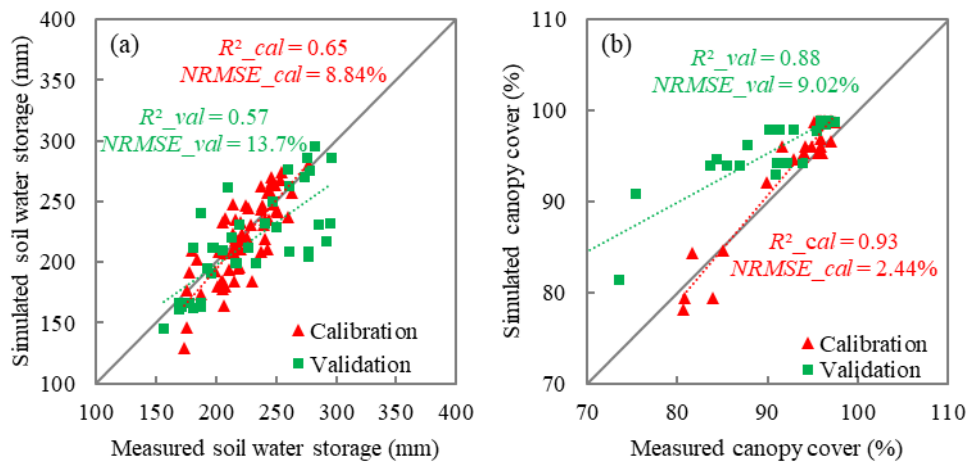 (a)
R²_cal = 0.65
NRMSE_cal = 8.84%
R²_val = 0.57
NRMSE_val = 13.7%
Calibration
Validation
Simulated soil water storage (mm)
400
350
300
250
200
150
100
100 150 200 250 300 350 400
Measured soil water storage (mm)
(b)
R²_val = 0.88
NRMSE_val = 9.02%
R²_cal = 0.93
NRMSE_cal = 2.44%
Calibration
Validation
Simulated canopy cover (%)
110
100
90
80
70
70 80 90 100 110
Measured canopy cover (%)